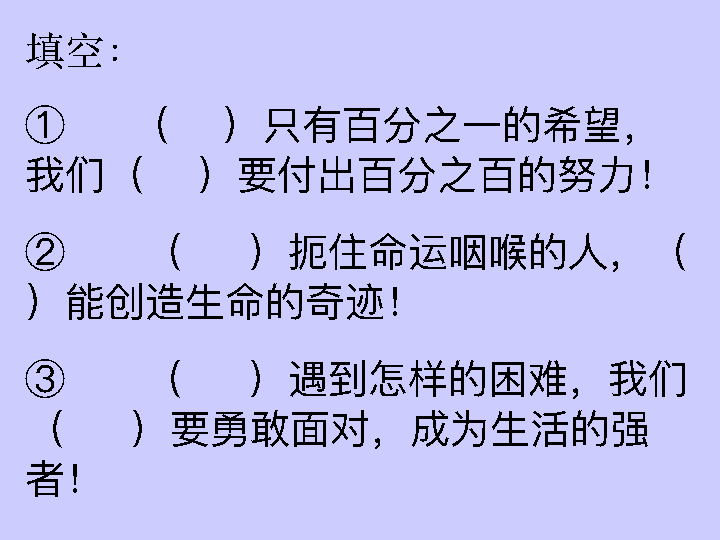 填空：
①　　（　）只有百分之一的希望，
我们（　）要付出百分之百的努力！
②　　（　）扼住命运咽喉的人，（
）能创造生命的奇迹！
③　　（　）遇到怎样的困难，我们
（　）要勇敢面对，成为生活的强
者！